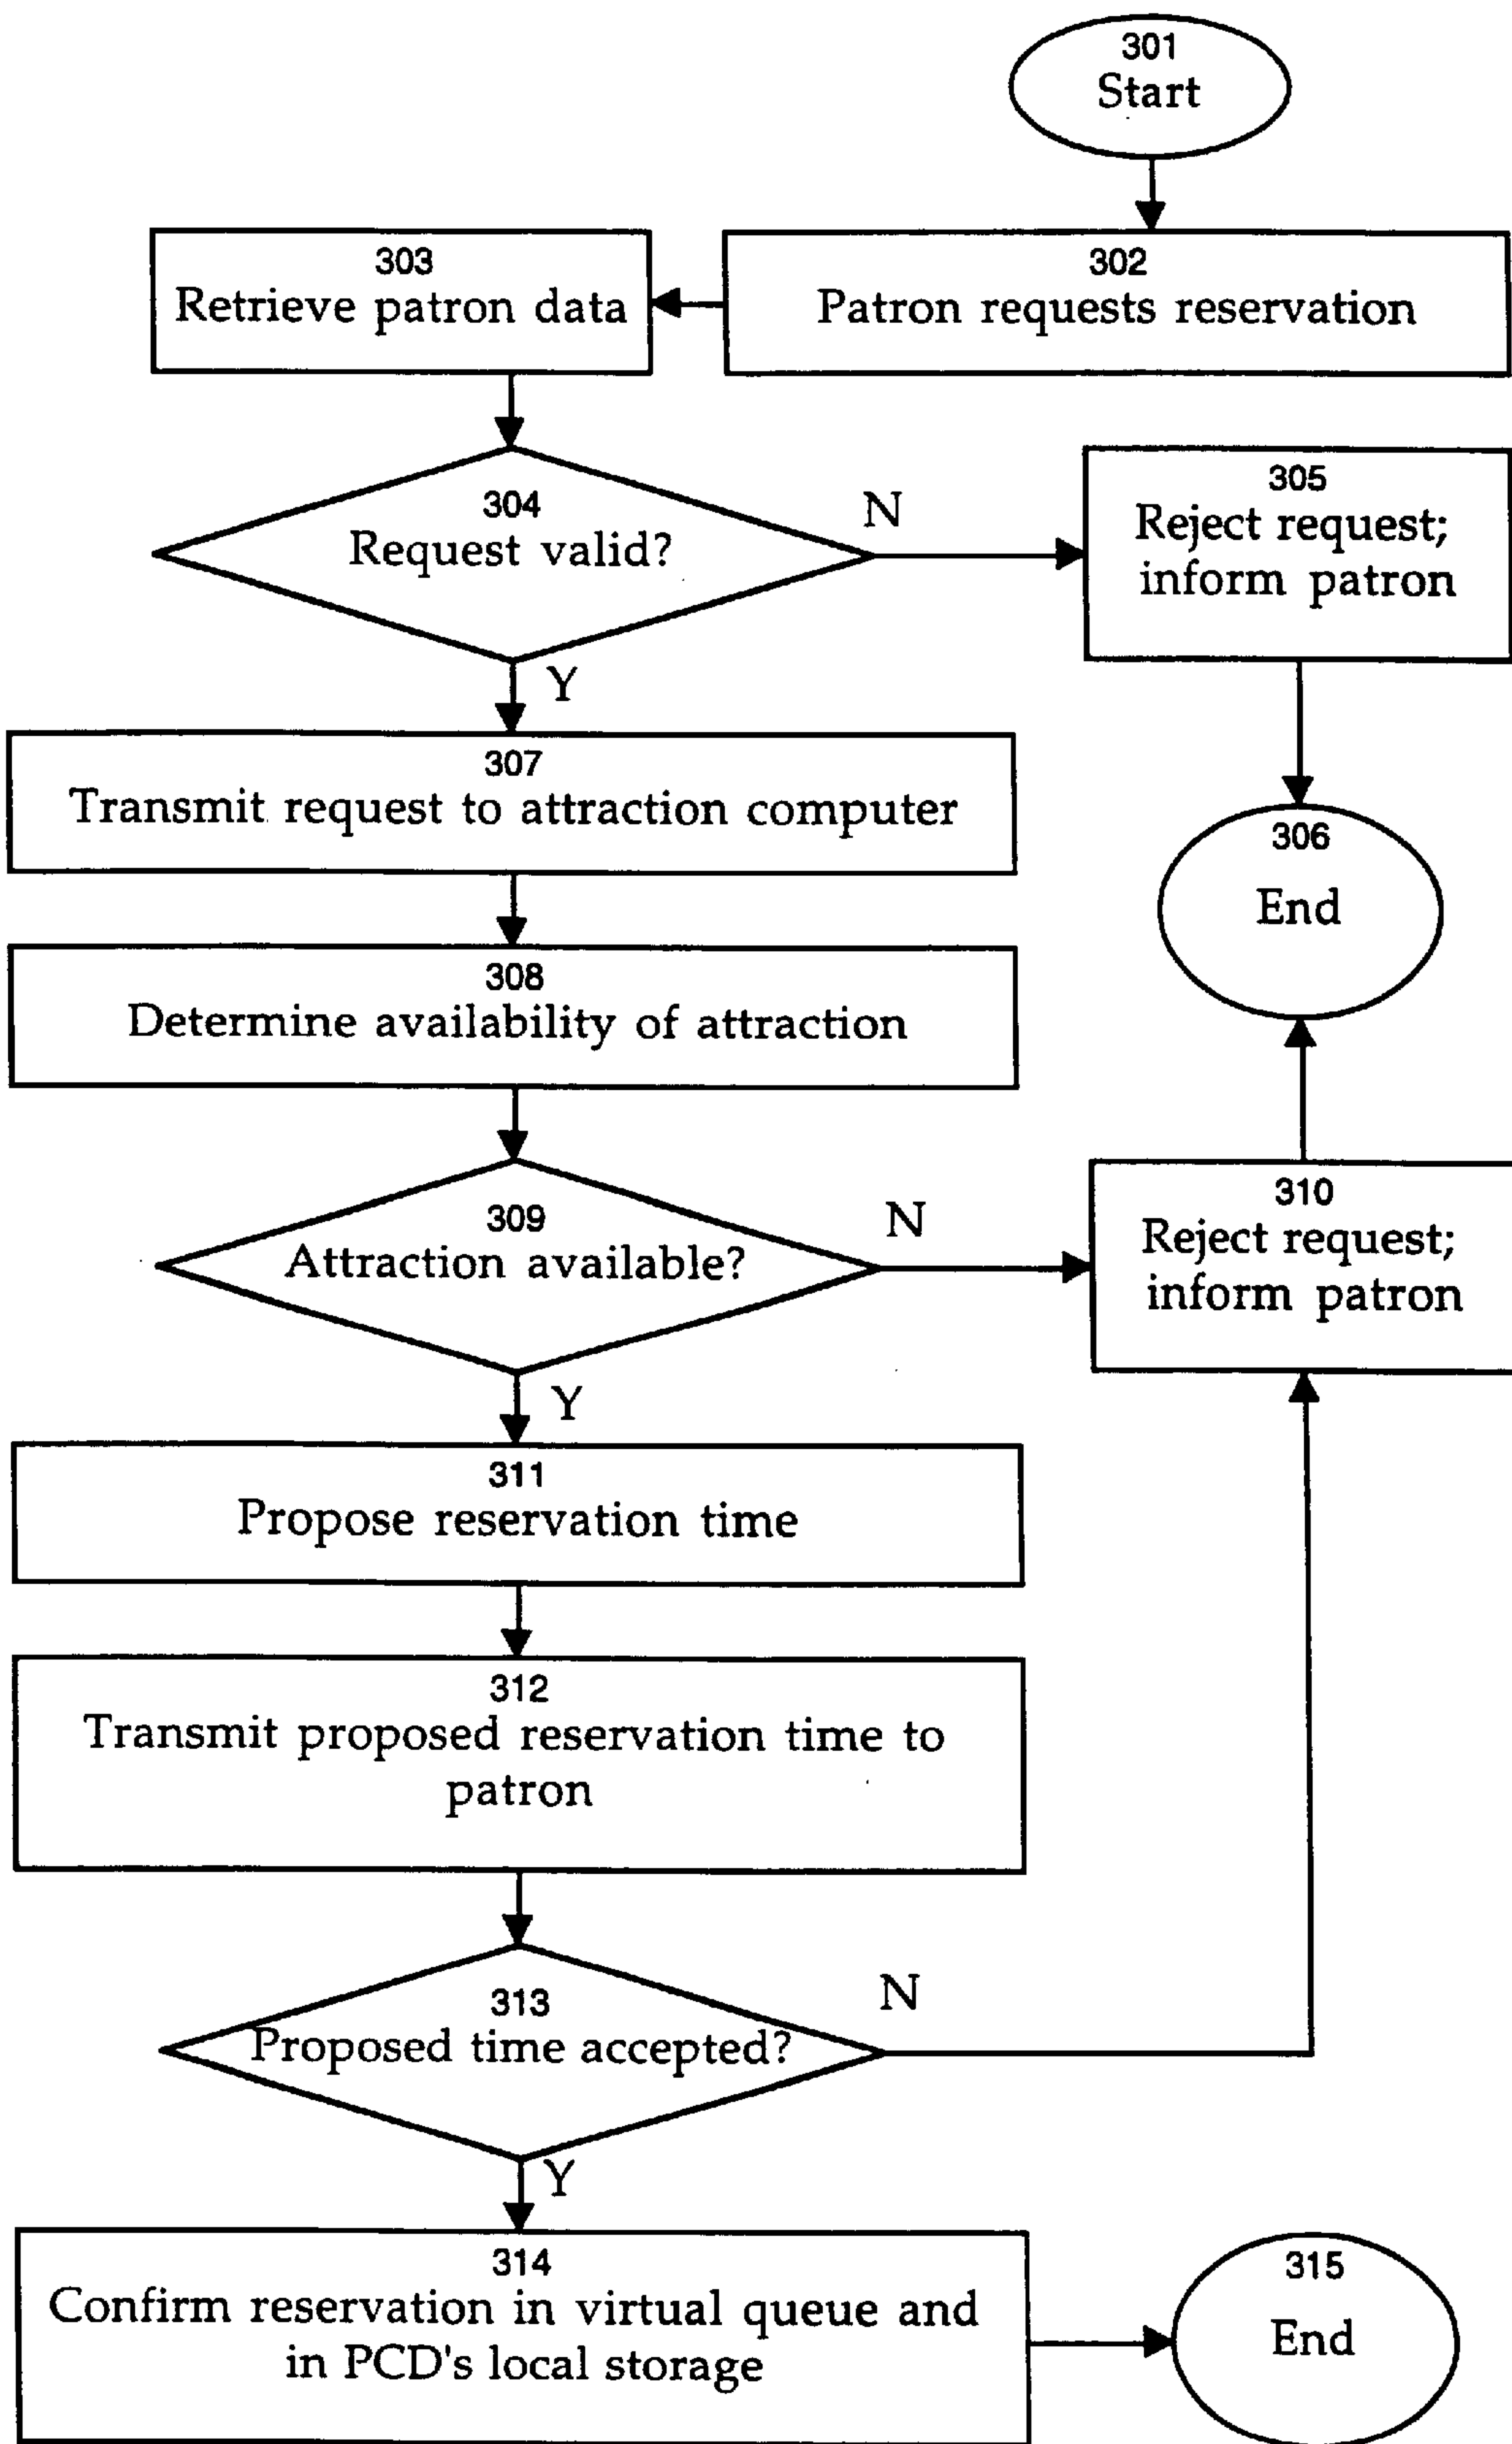 301
Start
302
Patron requests reservation
303
Retrieve patron data
304
Request valid?
N
305
Reject request;
inform patron
Y
306
End
307
Transmit request to attraction computer
308
Determine availability of attraction
309
Attraction available?
N
310
Reject request;
inform patron
Y
311
Propose reservation time
312
Transmit proposed reservation time to
patron
313
Proposed time accepted?
N
Y
314
Confirm reservation in virtual queue and
in PCD's local storage
315
End